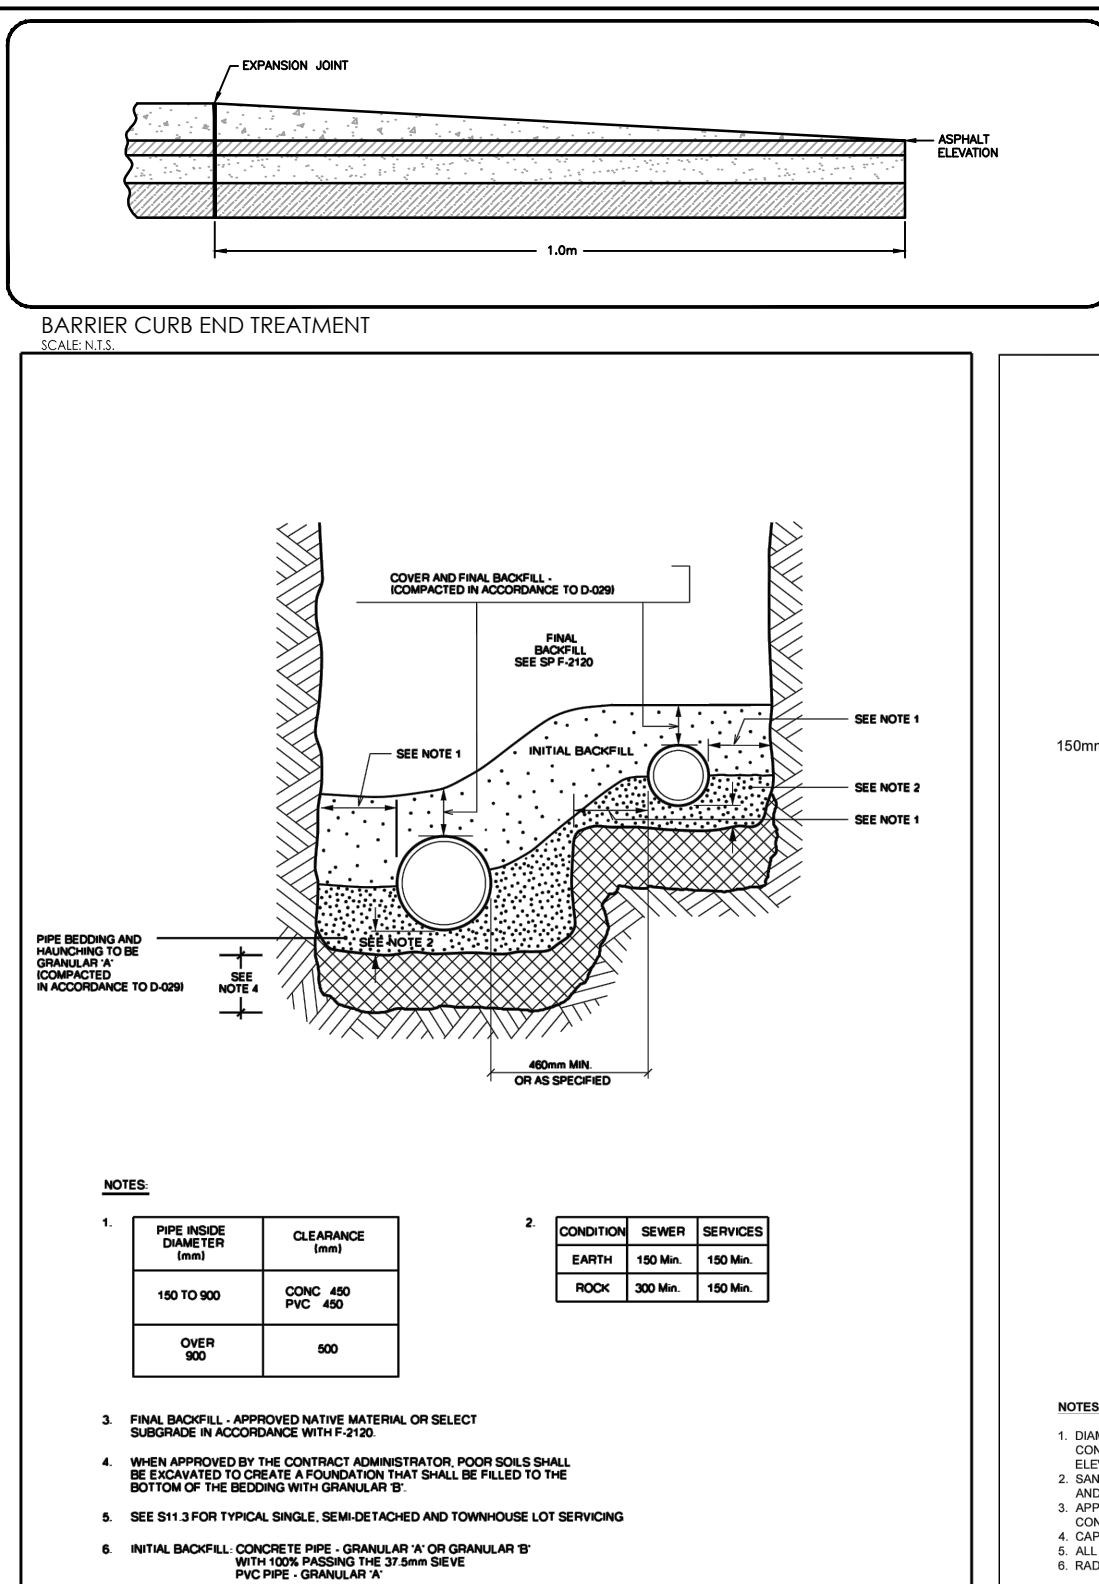 EXPANSION JOINT
ASPHALT
ELEVATION
1.0m
BARRIER CURB END TREATMENT
SCALE: N.T.S.
COVER AND FINAL BACKFILL -
(COMPACTED IN ACCORDANCE TO D-029)
FINAL
BACKFILL
SEE SP F-2120
SEE NOTE 1
SEE NOTE 1
INITIAL BACKFILL
150mm
SEE NOTE 2
SEE NOTE 1
PIPE BEDDING AND
HAUNCHING TO BE
GRANULAR 'A'
(COMPACTED
IN ACCORDANCE TO D-029)
SEE NOTE 2
SEE
NOTE 4
460mm MIN.
OR AS SPECIFIED
NOTES:
1.
PIPE INSIDE
DIAMETER
(mm)
CLEARANCE
(mm)
150 TO 900
CONC 450
PVC 450
OVER
900
500
2.
CONDITION SEWER SERVICES
EARTH 150 Min. 150 Min.
ROCK 300 Min. 150 Min.
3. FINAL BACKFILL - APPROVED NATIVE MATERIAL OR SELECT
SUBGRADE IN ACCORDANCE WITH F-2120.
4. WHEN APPROVED BY THE CONTRACT ADMINISTRATOR, POOR SOILS SHALL
BE EXCAVATED TO CREATE A FOUNDATION THAT SHALL BE FILLED TO THE
BOTTOM OF THE BEDDING WITH GRANULAR 'B'.
5. SEE S11.3 FOR TYPICAL SINGLE, SEMI-DETACHED AND TOWNHOUSE LOT SERVICING
6. INITIAL BACKFILL: CONCRETE PIPE - GRANULAR 'A' OR GRANULAR 'B'
WITH 100% PASSING THE 37.5mm SIEVE
PVC PIPE - GRANULAR 'A'
NOTES
1.
2.
3.
4.
5. ALL
6.